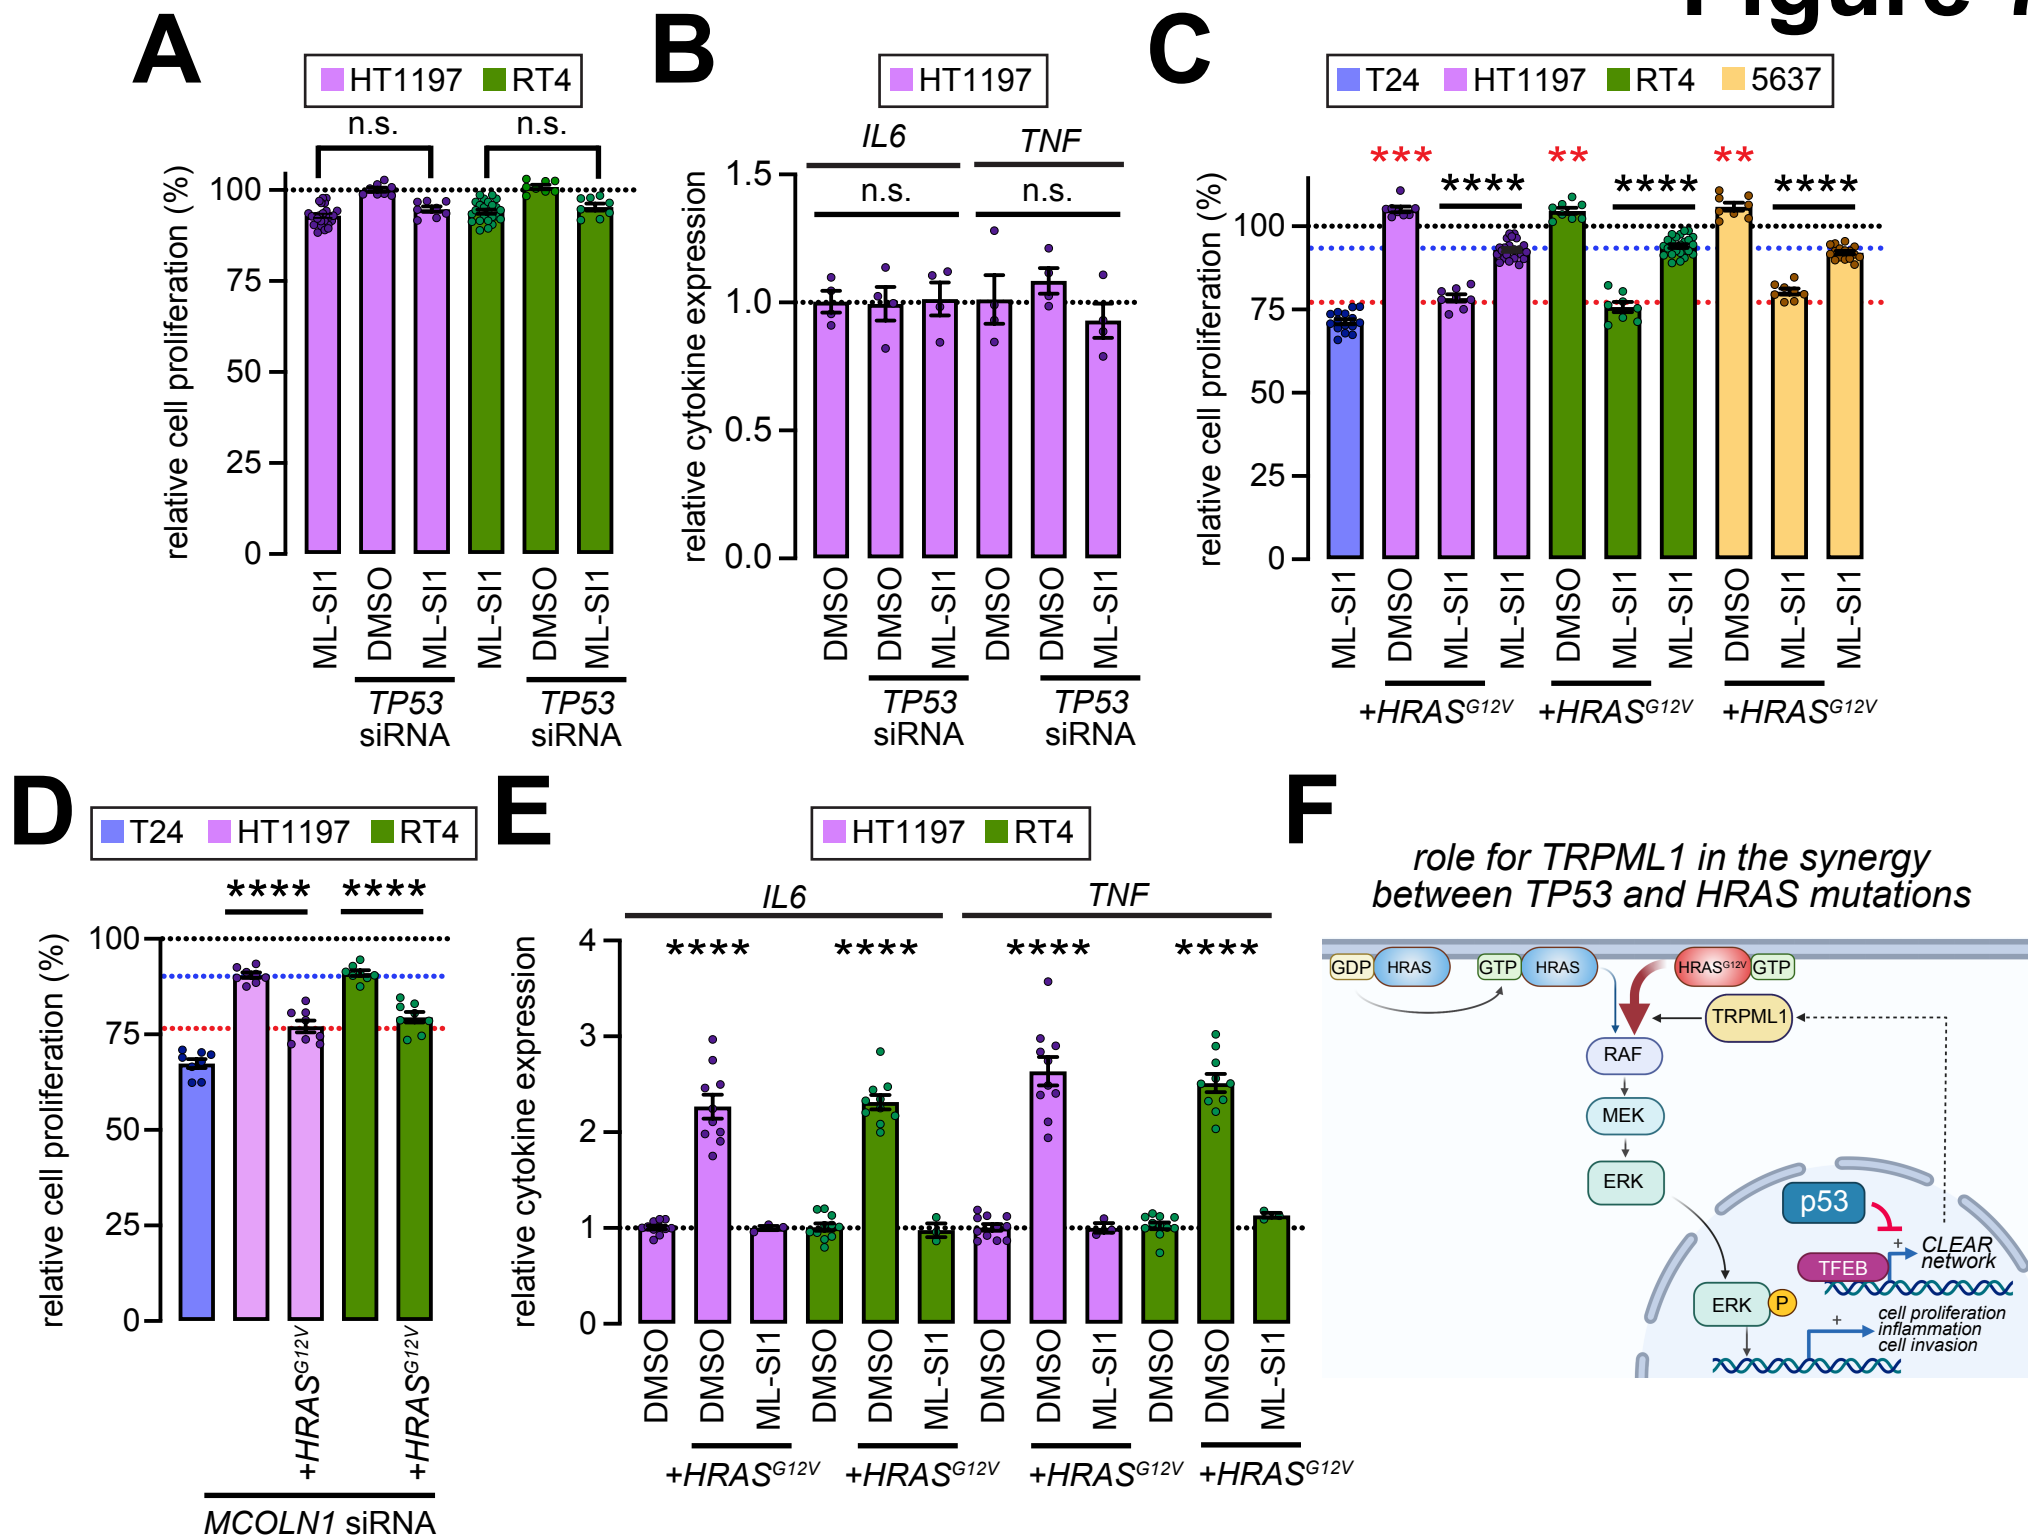 Figure
A
HT1197 RT4
n.s. n.s.
relative cell proliferation (%)
100
75
50
25
0
ML-SI1 DMSO ML-SI1 ML-SI1 DMSO ML-SI1
TP53 siRNA TP53 siRNA
B
HT1197
IL6 TNF
n.s. n.s.
relative cytokine expression
1.5
1.0
0.5
0.0
DMSO DMSO ML-SI1 DMSO DMSO ML-SI1
TP53 siRNA TP53 siRNA
C
T24 HT1197 RT4 5637
*** **** ** **** ** ****
relative cell proliferation (%)
100
75
50
25
0
ML-SI1 DMSO ML-SI1 ML-SI1 DMSO ML-SI1 ML-SI1 DMSO ML-SI1 ML-SI1
+HRASG12V +HRASG12V +HRASG12V
D
T24 HT1197 RT4
**** ****
relative cell proliferation (%)
100
75
50
25
0
+HRASG12V +HRASG12V
MCOLN1 siRNA
E
HT1197 RT4
IL6 TNF
**** **** **** ****
relative cytokine expression
4
3
2
1
0
DMSO DMSO ML-SI1 DMSO DMSO ML-SI1 DMSO DMSO ML-SI1 DMSO DMSO ML-SI1
+HRASG12V +HRASG12V +HRASG12V +HRASG12V
F
role for TRPML1 in the synergy
between TP53 and HRAS mutations
GDP HRAS GTP HRAS HRASG12V GTP
TRPML1
RAF
MEK
ERK
p53
+ CLEAR
network
TFEB
ERK P
+ cell proliferation
inflammation
cell invasion